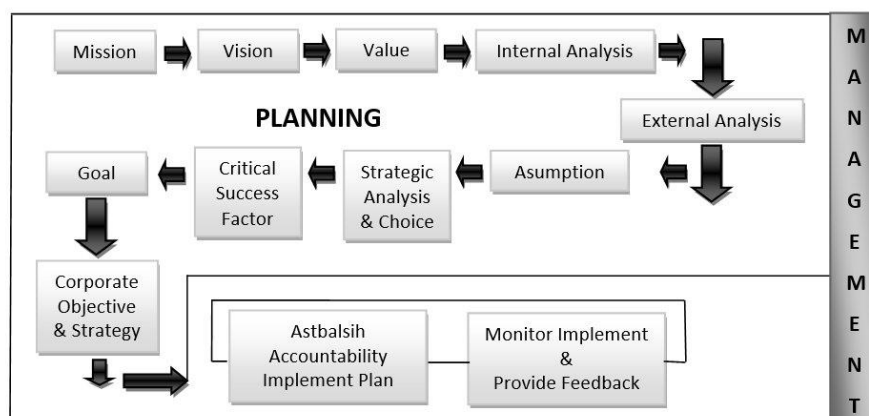 Mission
Vision
Value
Internal Analysis
External Analysis
PLANNING
Asumption
Strategic
Analysis
& Choice
Critical
Success
Factor
Goal
Corporate
Objective
& Strategy
Astbalsih
Accountability
Implement Plan
Monitor Implement
&
Provide Feedback
M
A
N
A
G
E
M
E
N
T